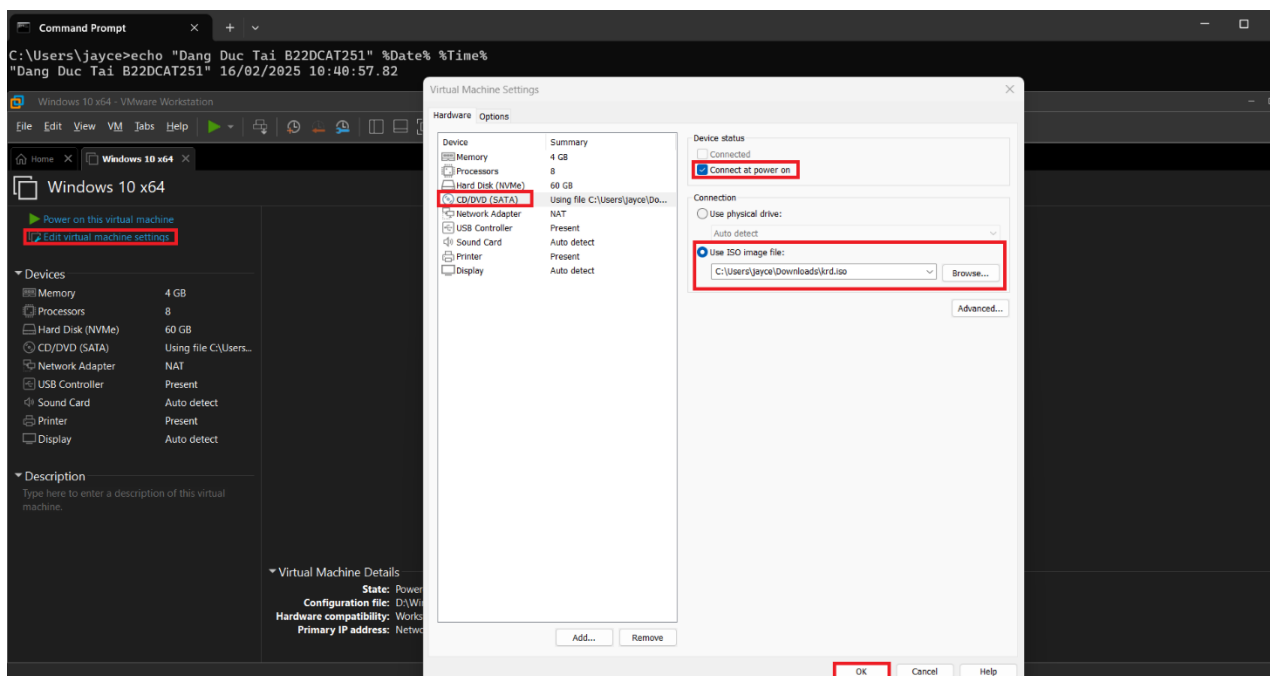 Command Prompt
C:\Users\jayce>echo "Dang Duc Tai B22DCAT251" %Date% %Time%
"Dang Duc Tai B22DCAT251" 16/02/2025 10:40:57.82
Windows 10 x64 - VMware Workstation
File Edit View VM Tabs Help
Home Windows 10 x64
Windows 10 x64
Power on this virtual machine
Edit virtual machine settings
Devices
Memory 4 GB
Processors 8
Hard Disk (NVMe) 60 GB
CD/DVD (SATA) Using file C:\Users...
Network Adapter NAT
USB Controller Present
Sound Card Auto detect
Printer Present
Display Auto detect
Description
Type here to enter a description of this virtual
machine.
Virtual Machine Details
State: Power
Configuration file: D:\Wi
Hardware compatibility: Works
Primary IP address: Netwo
Virtual Machine Settings
Hardware Options
Device Summary
Memory 4 GB
Processors 8
Hard Disk (NVMe) 60 GB
CD/DVD (SATA) Using file C:\Users\jayce\Do...
Network Adapter NAT
USB Controller Present
Sound Card Auto detect
Printer Present
Display Auto detect
Add... Remove
Device status
Connected
Connect at power on
Connection
Use physical drive:
Auto detect
Use ISO image file:
C:\Users\jayce\Downloads\krd.iso Browse...
Advanced...
OK Cancel Help